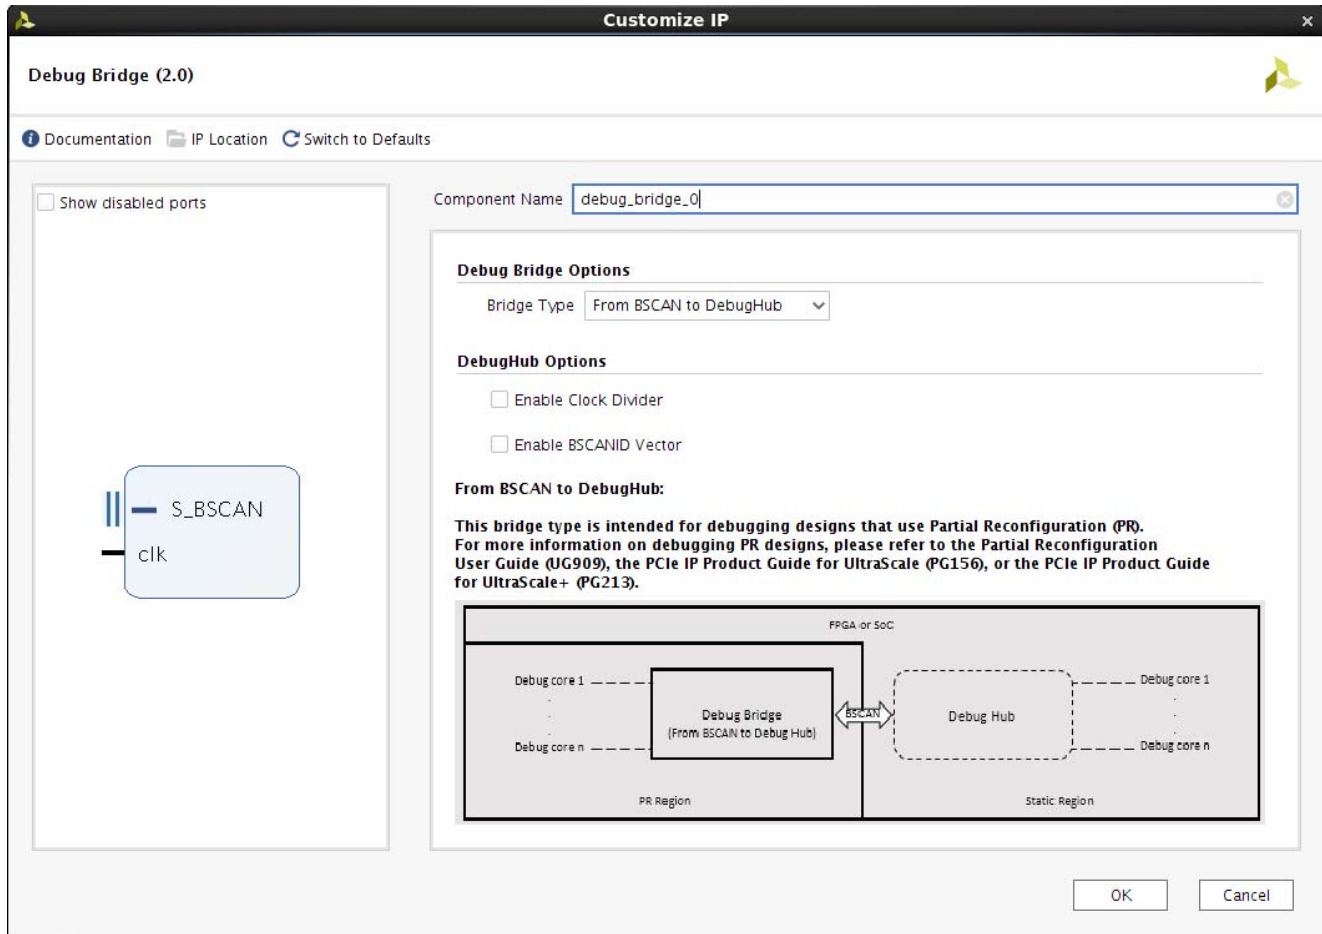 Customize IP
×
Debug Bridge (2.0)
Documentation IP Location Switch to Defaults
Show disabled ports
Component Name debug_bridge_0
Debug Bridge Options
Bridge Type From BSCAN to DebugHub
DebugHub Options
Enable Clock Divider
Enable BSCANID Vector
From BSCAN to DebugHub:
This bridge type is intended for debugging designs that use Partial Reconfiguration (PR).
For more information on debugging PR designs, please refer to the Partial Reconfiguration
User Guide (UG909), the PCIe IP Product Guide for UltraScale (PG156), or the PCIe IP Product Guide
for UltraScale+ (PG213).
S_BSCAN
clk
FPGA or SoC
Debug core 1
Debug core n
Debug Bridge
(From BSCAN to Debug Hub)
BSCAN
Debug Hub
Debug core 1
Debug core n
PR Region
Static Region
OK Cancel